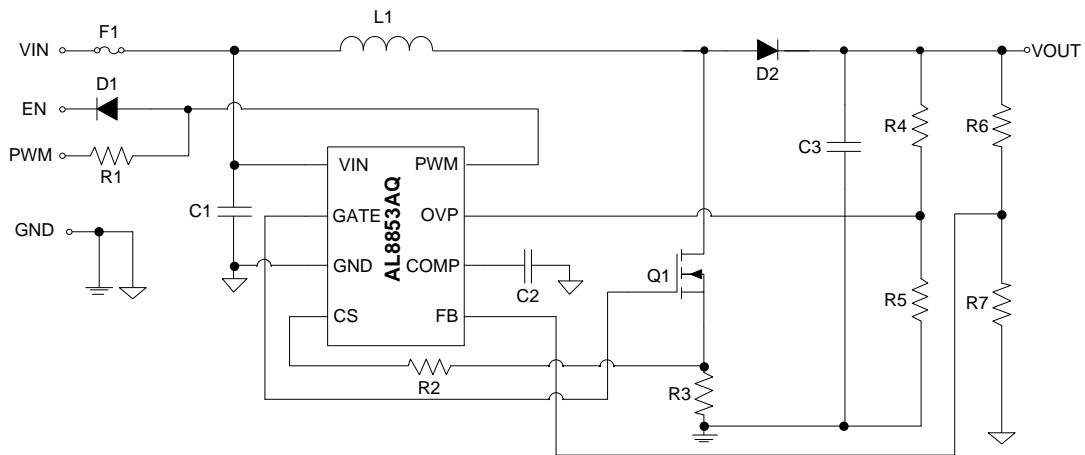 F1
L1
VIN
VOUT
D2
D1
EN
R4
R6
PWM
R1
C3
VIN
PWM
C1
GATE
OVP
AL8853AQ
GND
GND
COMP
C2
Q1
R5
R7
CS
FB
R2
R3